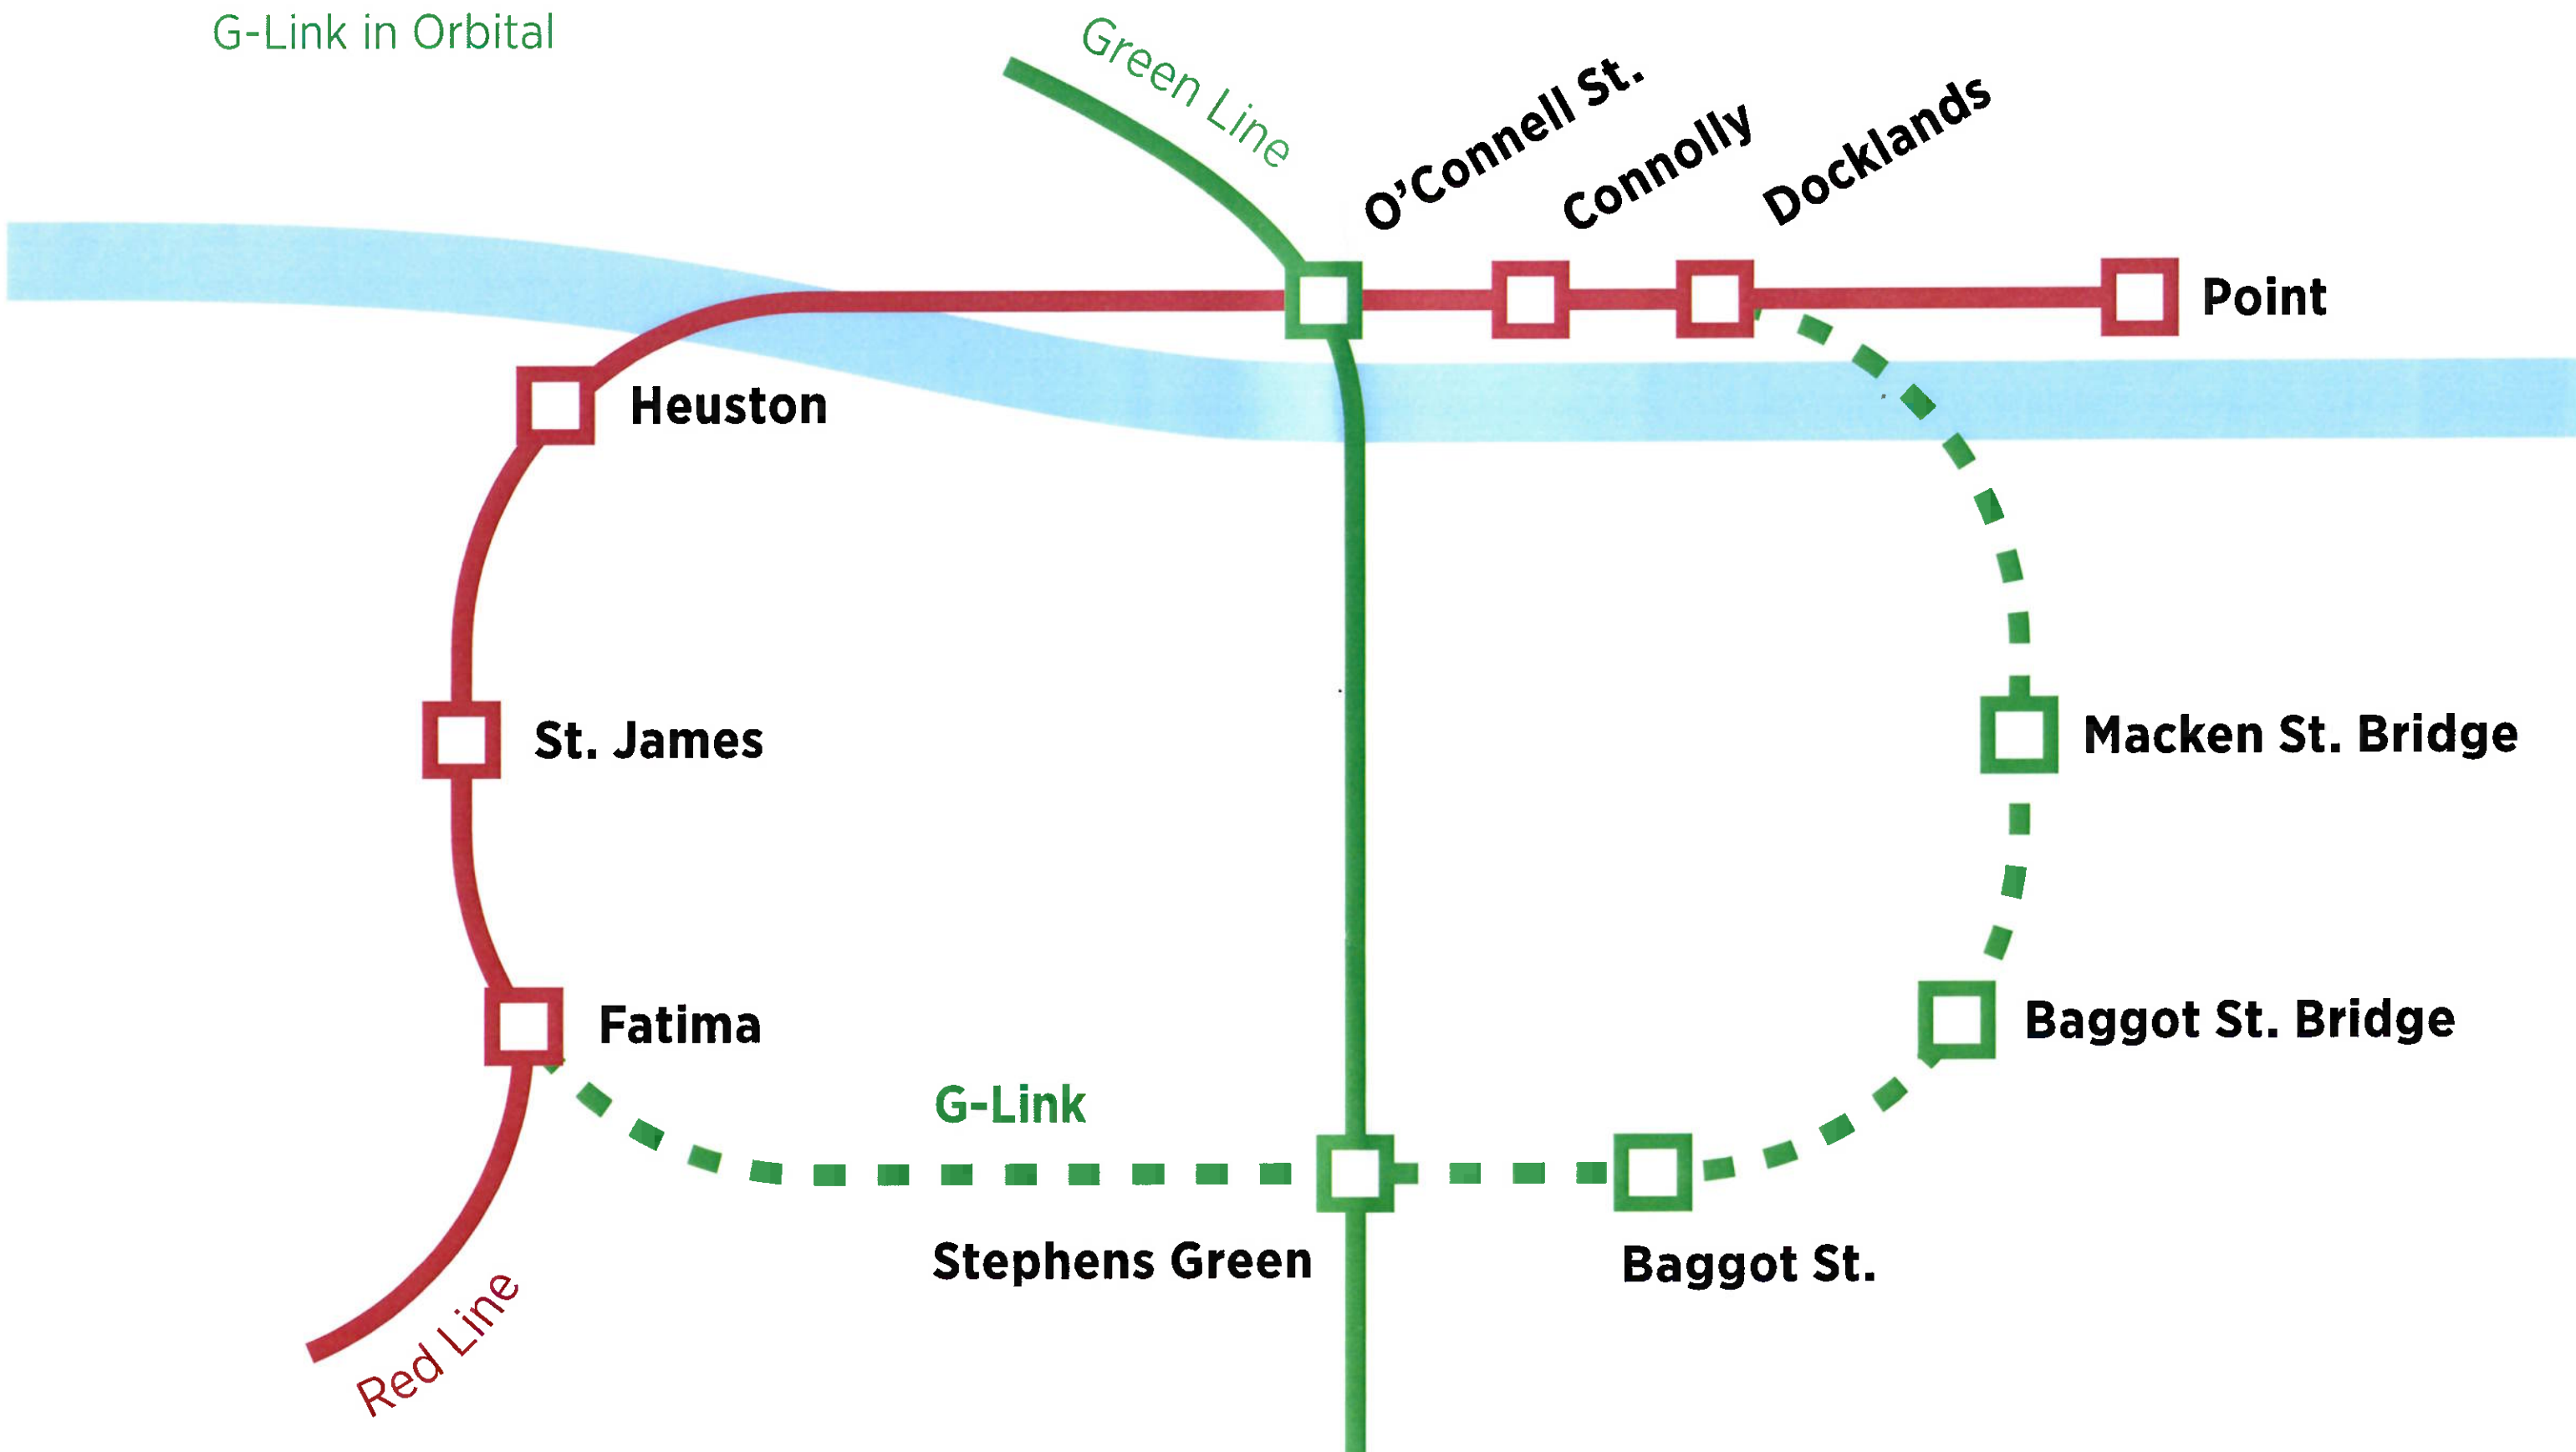 G-Link in Orbital
Green Line
O'Connell St.
Connolly
Docklands
Point
Heuston
St. James
Macken St. Bridge
Fatima
Baggot St. Bridge
G-Link
Stephens Green
Baggot St.
Red Line